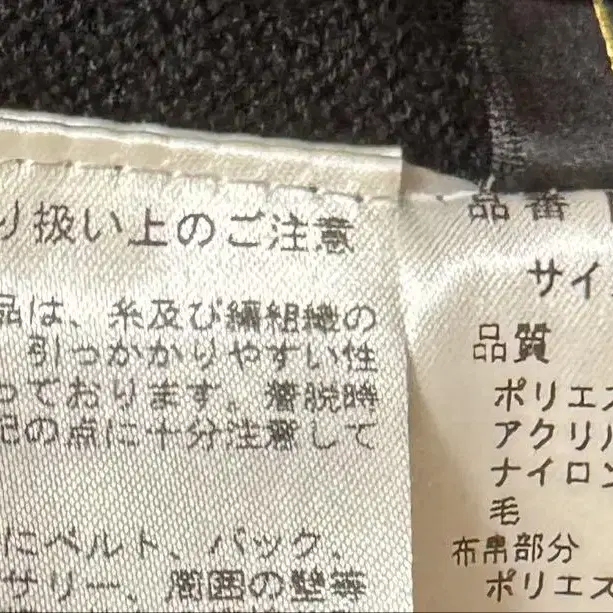 り扱い上のご注意
品は、糸及び編組織の
引っかかりやすい性
っております。着脱時
記の点に十分注意して
にベルト、バック、
サリー、周囲の壁等
品番
サイ
品質
ポリエス
アクリル
ナイロン
毛
布帛部分
ポリエス